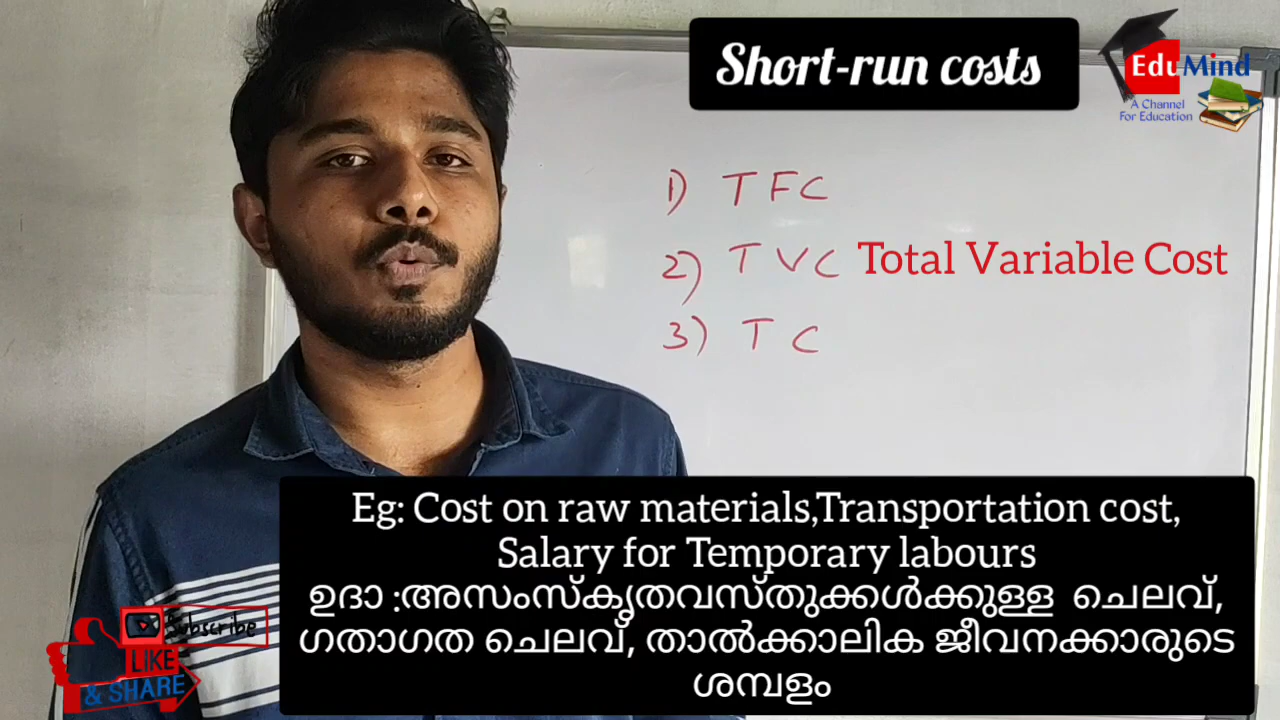 Short-run costs
EduMind
A Channel
For Education
1) TFC
2) TVC Total Variable Cost
3) TC
Eg: Cost on raw materials,Transportation cost,
Salary for Temporary labours
ഉദാ :അസംസ്കൃതവസ്തുക്കൾക്കുള്ള ചെലവ്,
ഗതാഗത ചെലവ്, താൽക്കാലിക ജീവനക്കാരുടെ
ശമ്പളം
Subscribe
LIKE
& SHARE